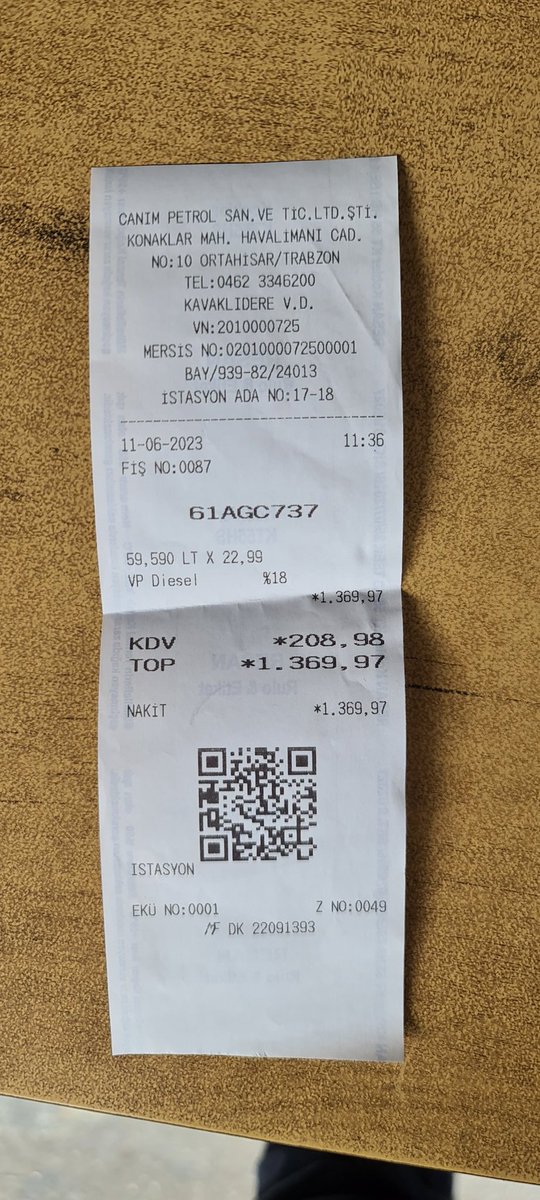 CANIM PETROL SAN.VE TİC.LTD.ŞTİ.
KONAKLAR MAH. HAVALİMANI CAD.
NO:10 ORTAHİSAR/TRABZON
TEL:0462 3346200
KAVAKLIDERE V.D.
VN:2010000725
MERSİS NO:0201000072500001
BAY/939-82/24013
İSTASYON ADA NO:17-18
11-06-2023 11:36
FİŞ NO:0087
61AGC737
59,590 LT X 22,99
VP Diesel %18
*1.369,97
KDV *208,98
TOP *1.369,97
NAKİT *1.369,97
ISTASYON
EKÜ NO:0001 Z NO:0049
MF DK 22091393